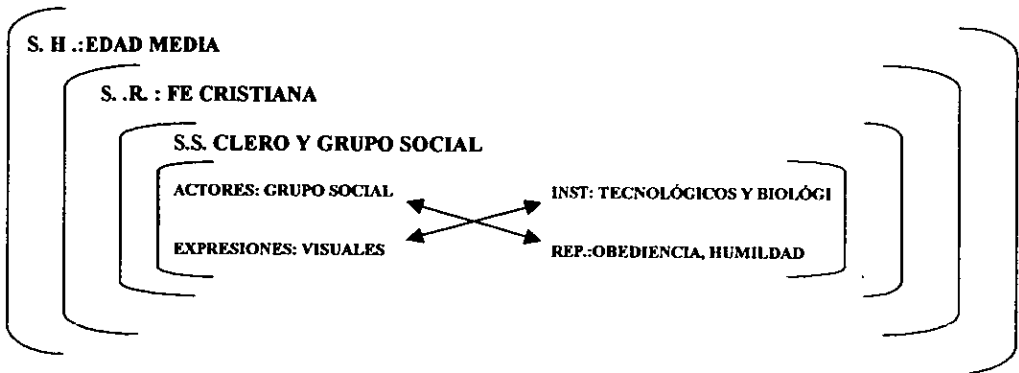 S. H .:EDAD MEDIA
S. .R. : FE CRISTIANA
S.S. CLERO Y GRUPO SOCIAL
ACTORES: GRUPO SOCIAL INST: TECNOLÓGICOS Y BIOLÓGI
EXPRESIONES: VISUALES REP.:OBEDIENCIA, HUMILDAD